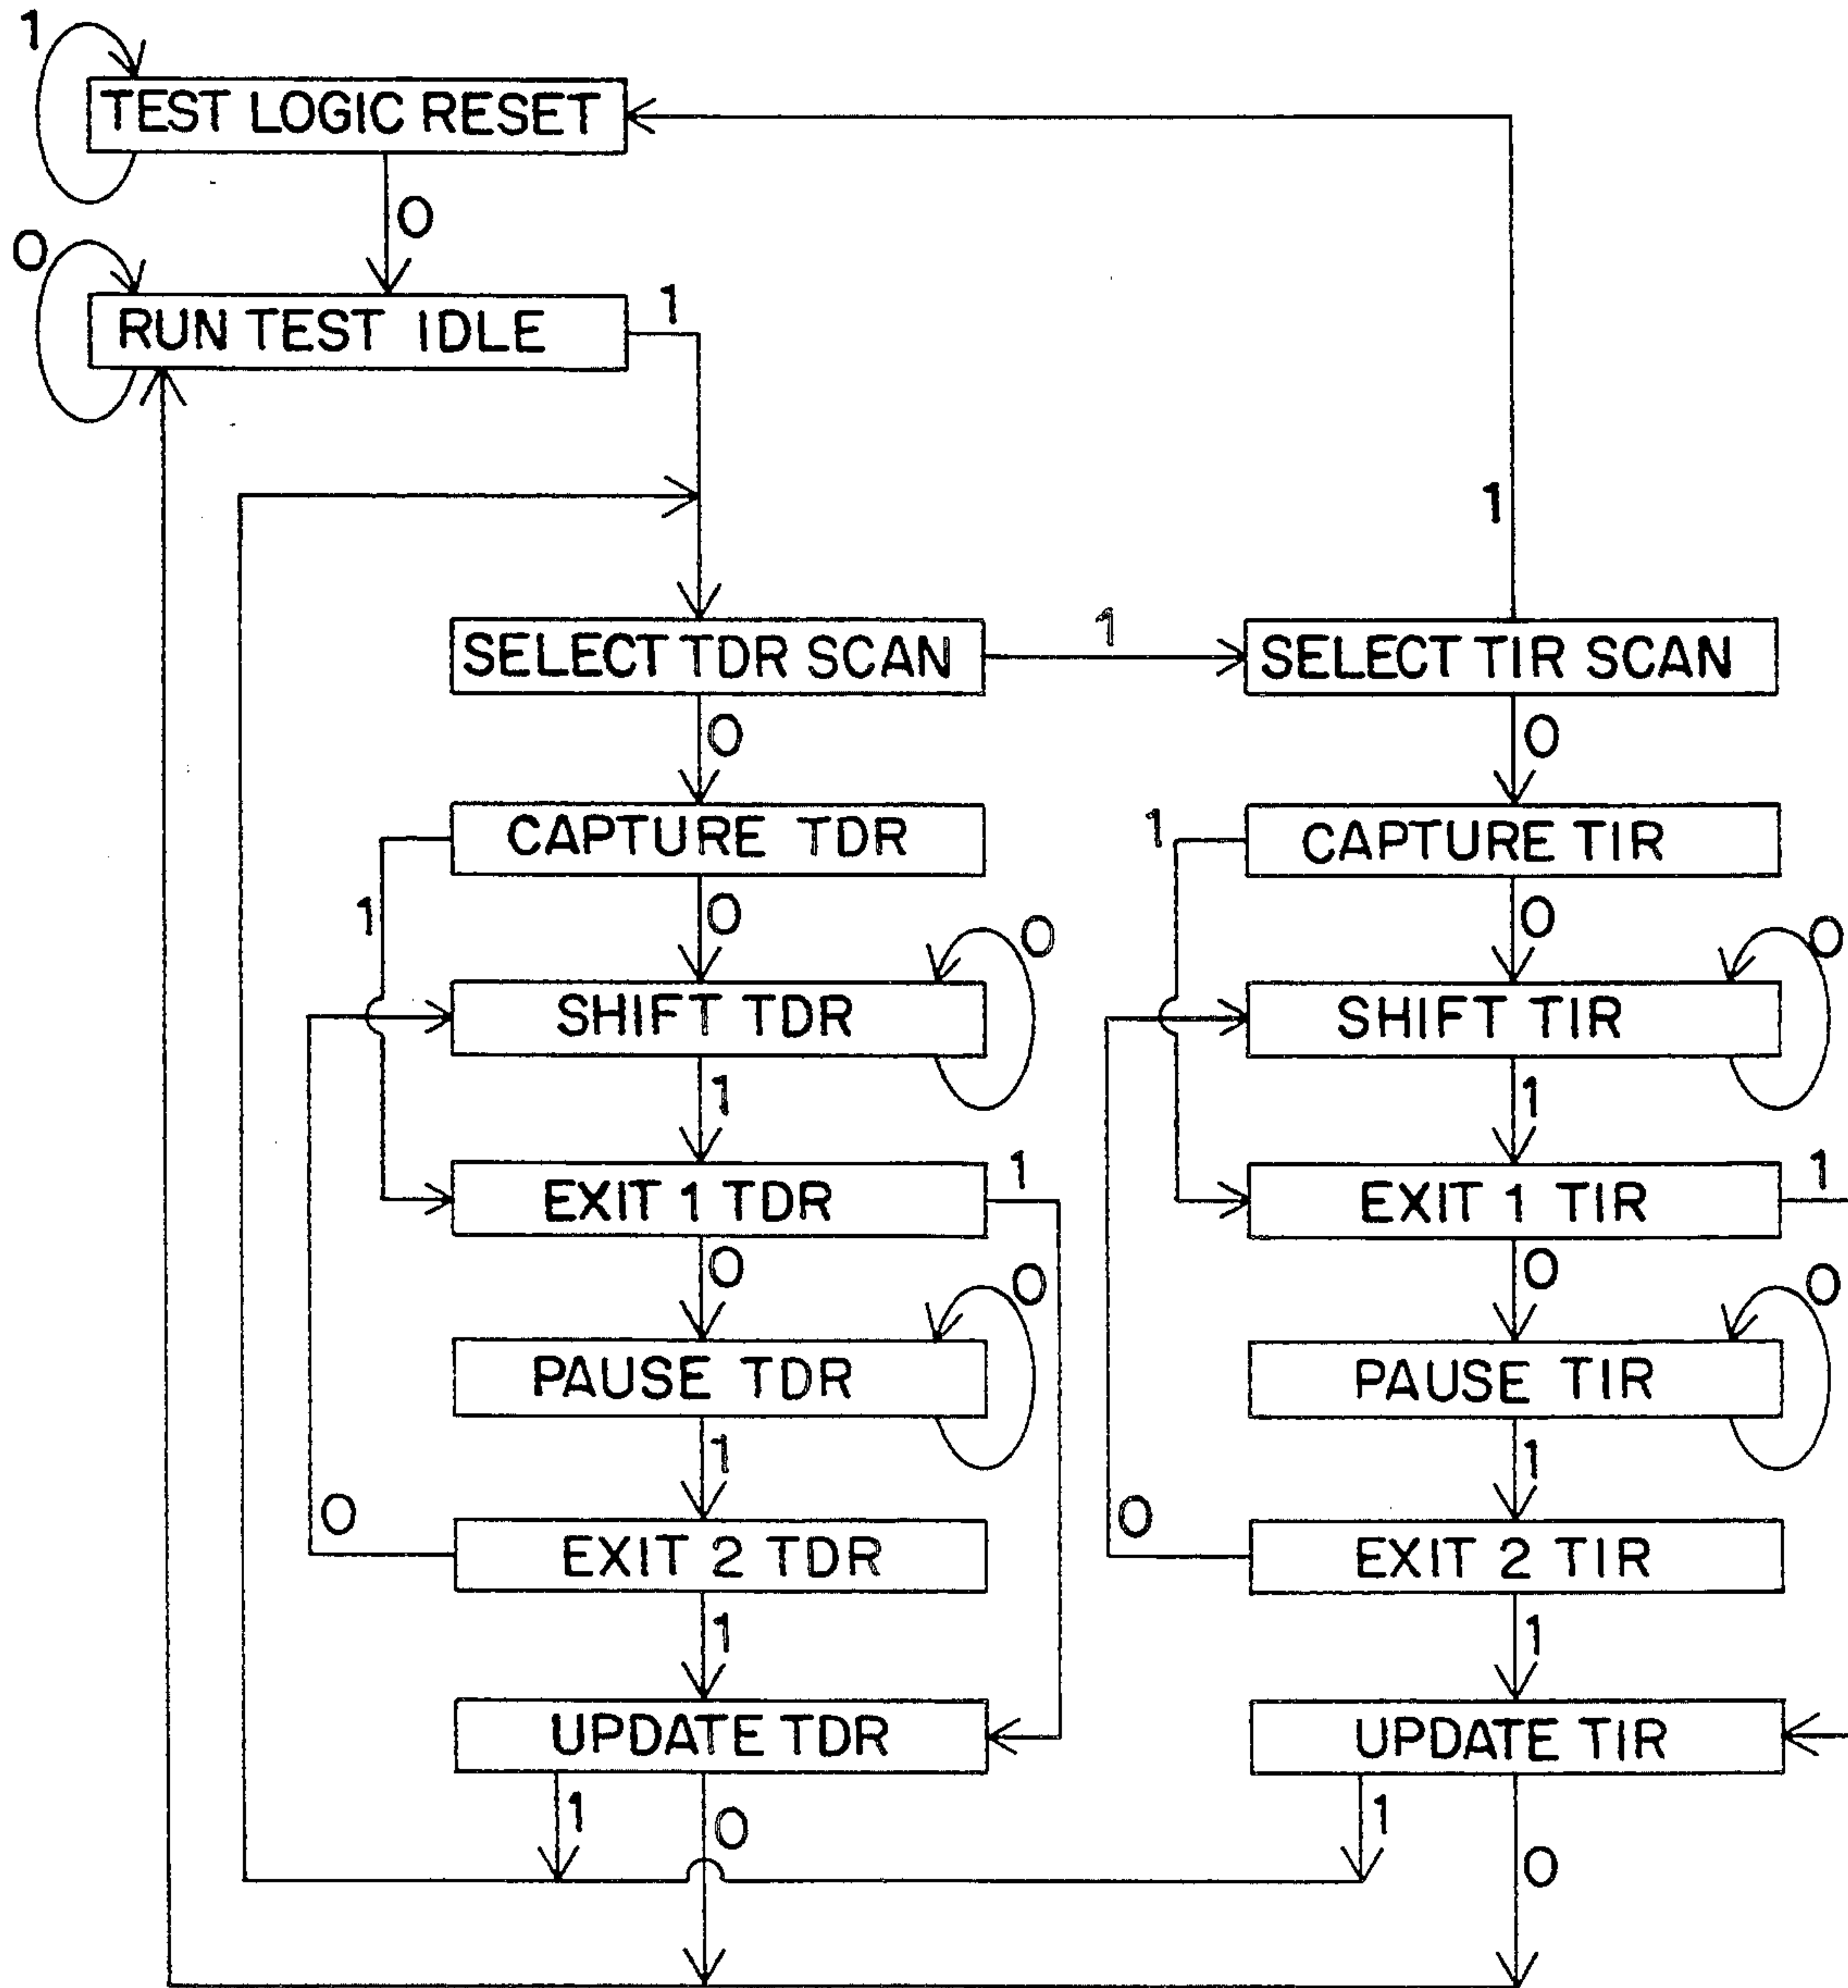 1
TEST LOGIC RESET
0
0
RUN TEST IDLE
1
1
SELECT TDR SCAN
1
SELECT TIR SCAN
0
0
CAPTURE TDR
1
CAPTURE TIR
1
0
0
0
0
SHIFT TDR
SHIFT TIR
1
1
EXIT 1 TDR
1
EXIT 1 TIR
1
0
0
0
0
PAUSE TDR
PAUSE TIR
1
1
0
0
EXIT 2 TDR
EXIT 2 TIR
1
1
UPDATE TDR
UPDATE TIR
1
0
1
0